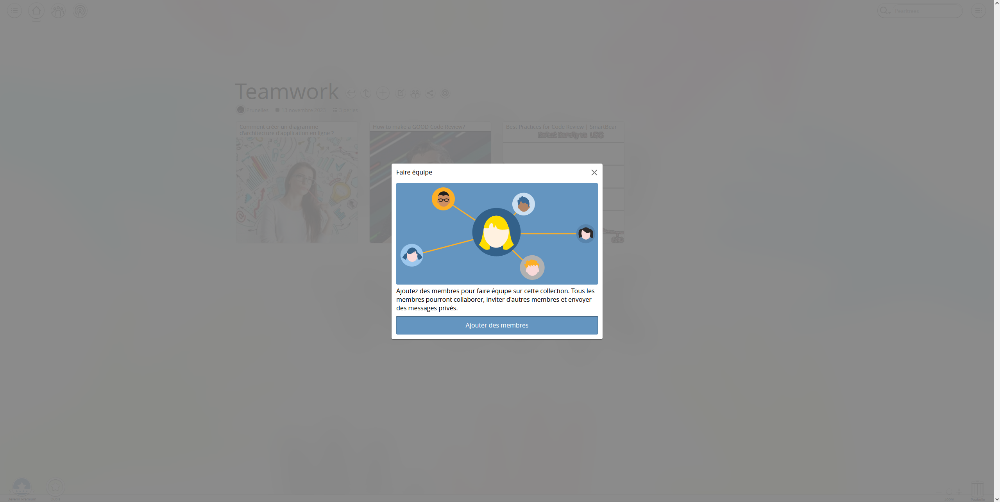 Pearltrees
Teamwork
Prunelles 13 novembre 2023 3 perles
Comment créer un diagramme
d'architecture d'application en ligne ?
How to make a GOOD Code Review?
Best Practices for Code Review | SmartBear
Faire équipe
Ajoutez des membres pour faire équipe sur cette collection. Tous les
membres pourront collaborer, inviter d'autres membres et envoyer
des messages privés.
Ajouter des membres
Devenir Premium
Outils
Zoom
Poubelle